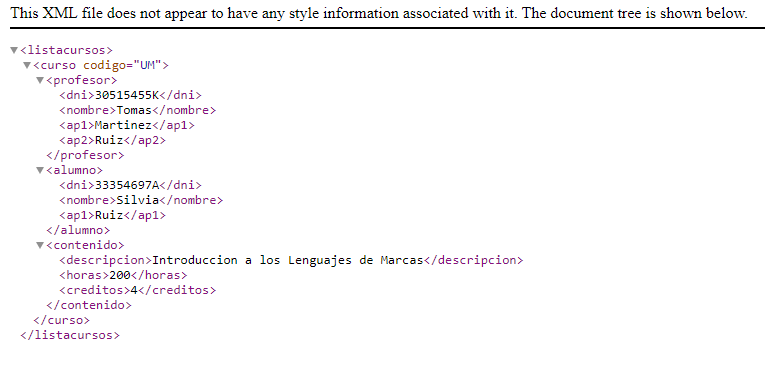 This XML file does not appear to have any style information associated with it. The document tree is shown below.
▼<listacursos>
▼<curso codigo="UM">
▼<profesor>
<dni>30515455K</dni>
<nombre>Tomas</nombre>
<ap1>Martinez</ap1>
<ap2>Ruiz</ap2>
</profesor>
▼<alumno>
<dni>33354697A</dni>
<nombre>Silvia</nombre>
<ap1>Ruiz</ap1>
</alumno>
▼<contenido>
<descripcion>Introduccion a los Lenguajes de Marcas</descripcion>
<horas>200</horas>
<creditos>4</creditos>
</contenido>
</curso>
</listacursos>